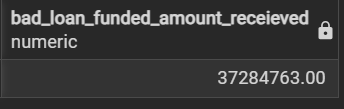 bad_loan_funded_amount_receieved
numeric
37284763.00